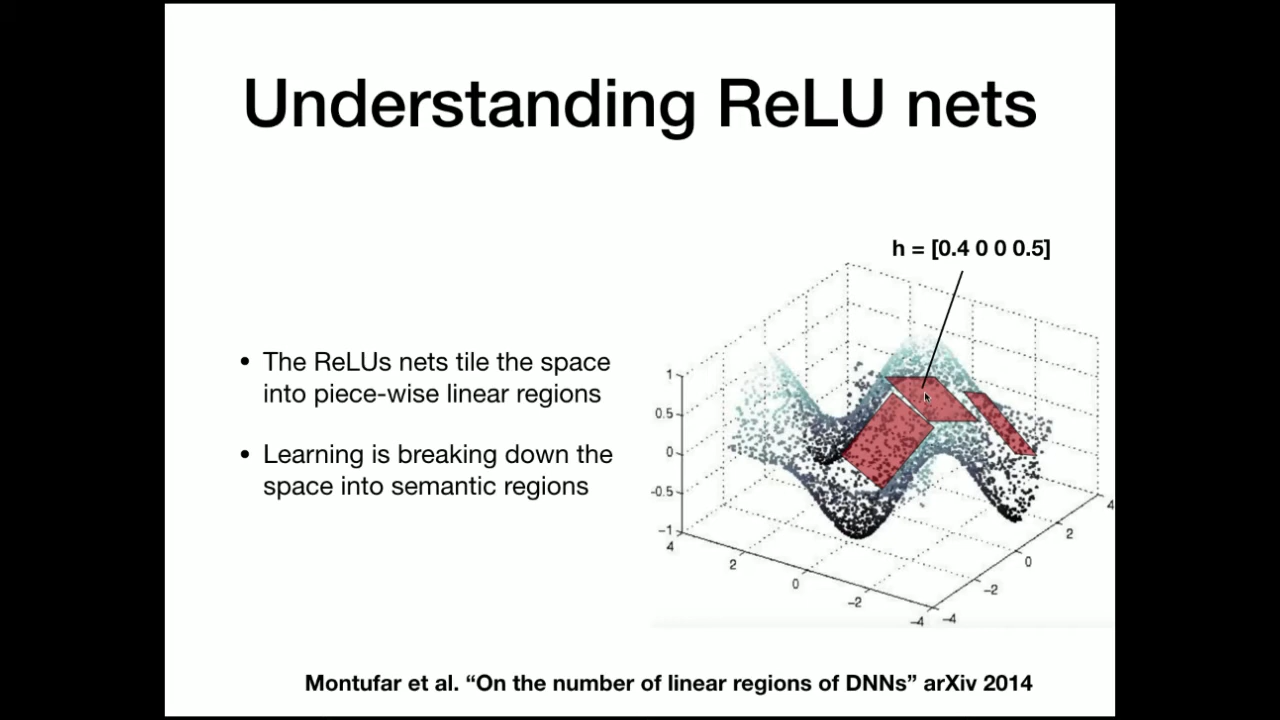 Understanding ReLU nets
h = [0.4 0 0 0.5]
• The ReLUs nets tile the space
into piece-wise linear regions
• Learning is breaking down the
space into semantic regions
1
0.5
0
-0.5
-1
4
2
0
-2
-4
-4
-2
0
2
4
Montufar et al. “On the number of linear regions of DNNs” arXiv 2014